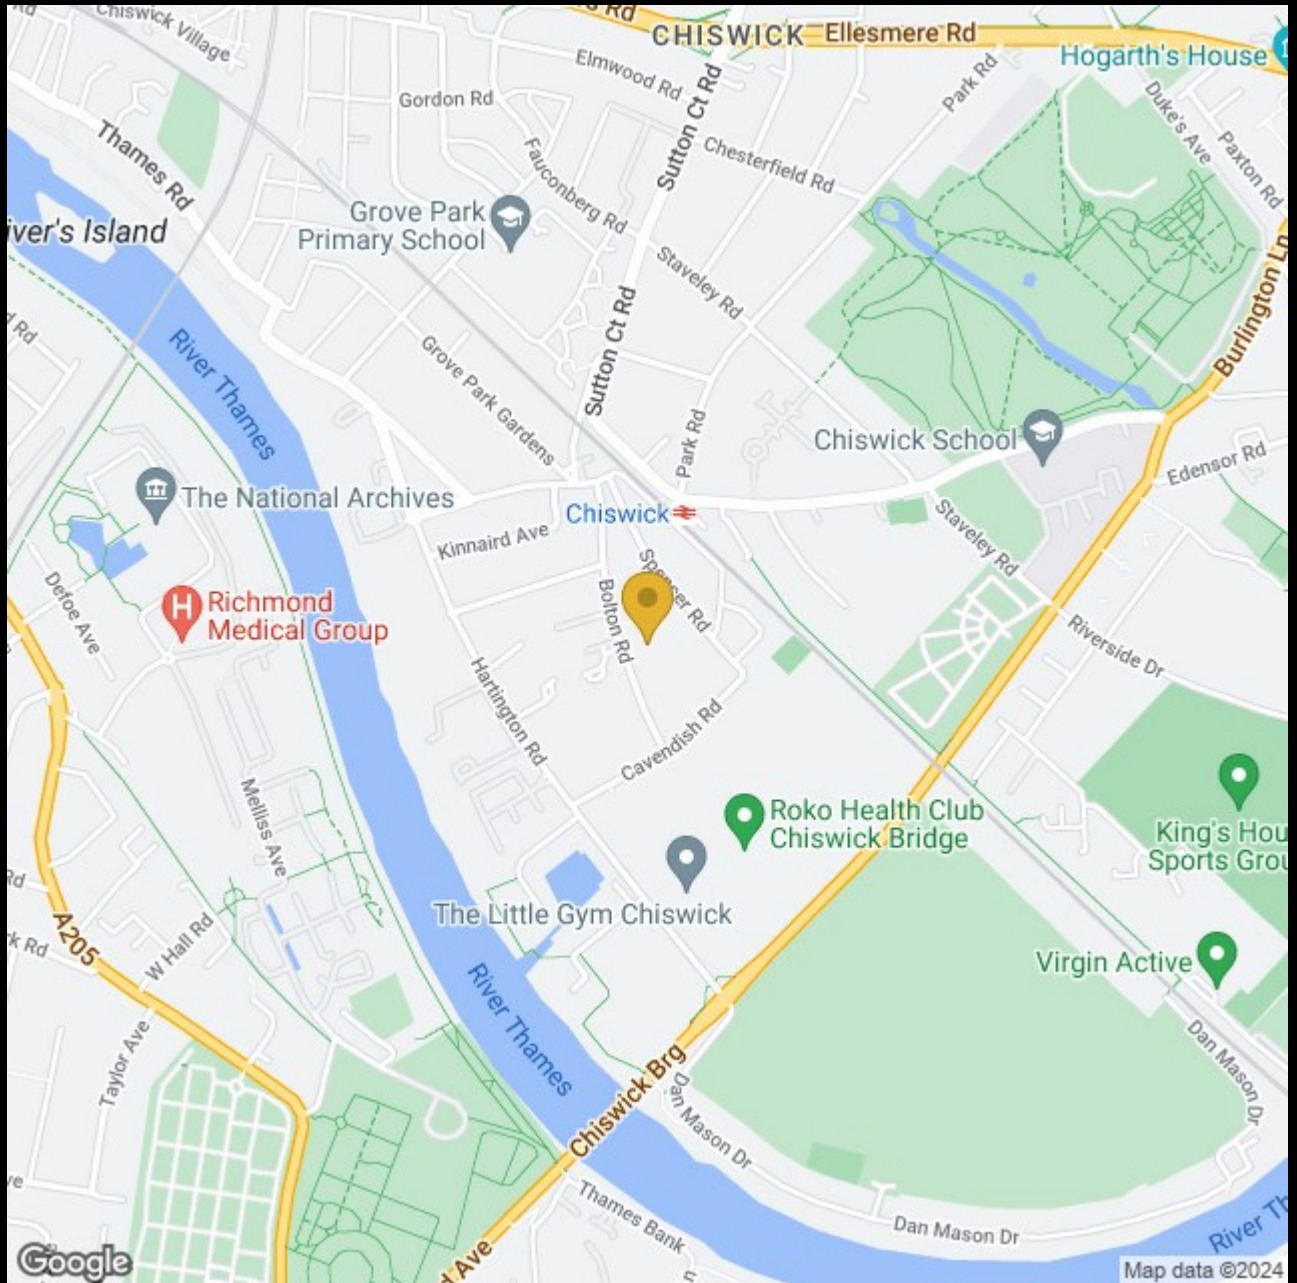 Chiswick Village
CHISWICK
Ellesmere Rd
Hogarth's House
Elmwood Rd
Park Rd
Gordon Rd
Sutton Ct Rd
Duke's Ave
Paxton Rd
Thames Rd
Fauconberg Rd
Chesterfield Rd
Grove Park
Primary School
iver's Island
Staveley Rd
Burlington Ln
d Rd
River Thames
Sutton Ct Rd
Grove Park Gardens
Park Rd
Chiswick School
Edensor Rd
The National Archives
Chiswick
Kinnaird Ave
Staveley Rd
Spenser Rd
Defoe Ave
Richmond
Medical Group
Bolton Rd
Riverside Dr
Hartington Rd
Cavendish Rd
Melliss Ave
Roko Health Club
Chiswick Bridge
King's Hou
Sports Grou
Rd
The Little Gym Chiswick
A205
rk Rd
W Hall Rd
Virgin Active
River Thames
Taylor Ave
Chiswick Brg
Dan Mason Dr
Dan Mason Dr
Thames Bank
Dan Mason Dr
River Th
d Ave
Google
Map data ©2024